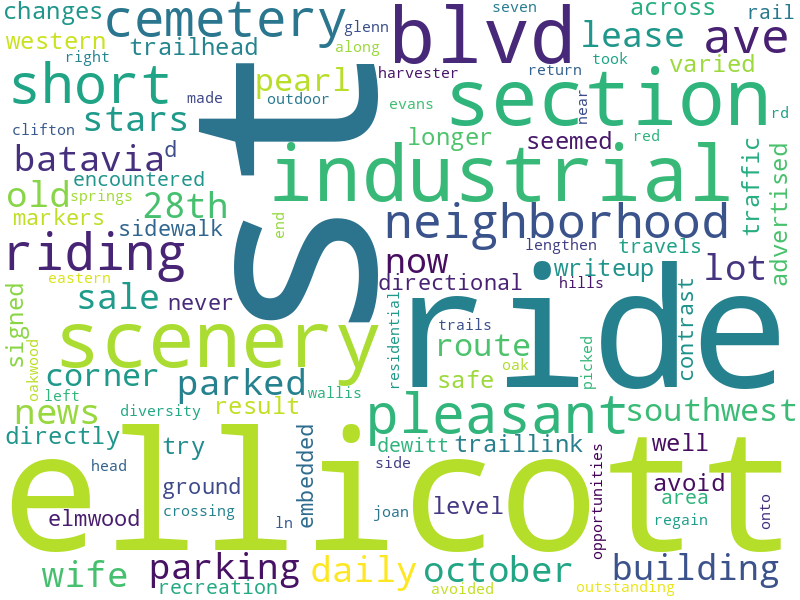 changes cemetery glenn blvd seven across rail
western trailhead along lease ave
right pearl harvester return took varied
short made outdoor evans section near rd
clifton stars longer seemed red
batavia d industrial traffic
encountered
old springs 28th neighborhood advertised
markers sidewalk end lengthen travels
riding now writeup lot
eastern directional hills
signed sale never st ride contrast
scenery residential trails
oakwood corner parked route picked
left wallis safe oak
news diversity result pleasant southwest
directly try dewitt traillink well
head ellicott side opportunities
ground embedded avoid
elmwood crossing ln joan level area
regain onto
wife parking daily october building
recreation avoided outstanding